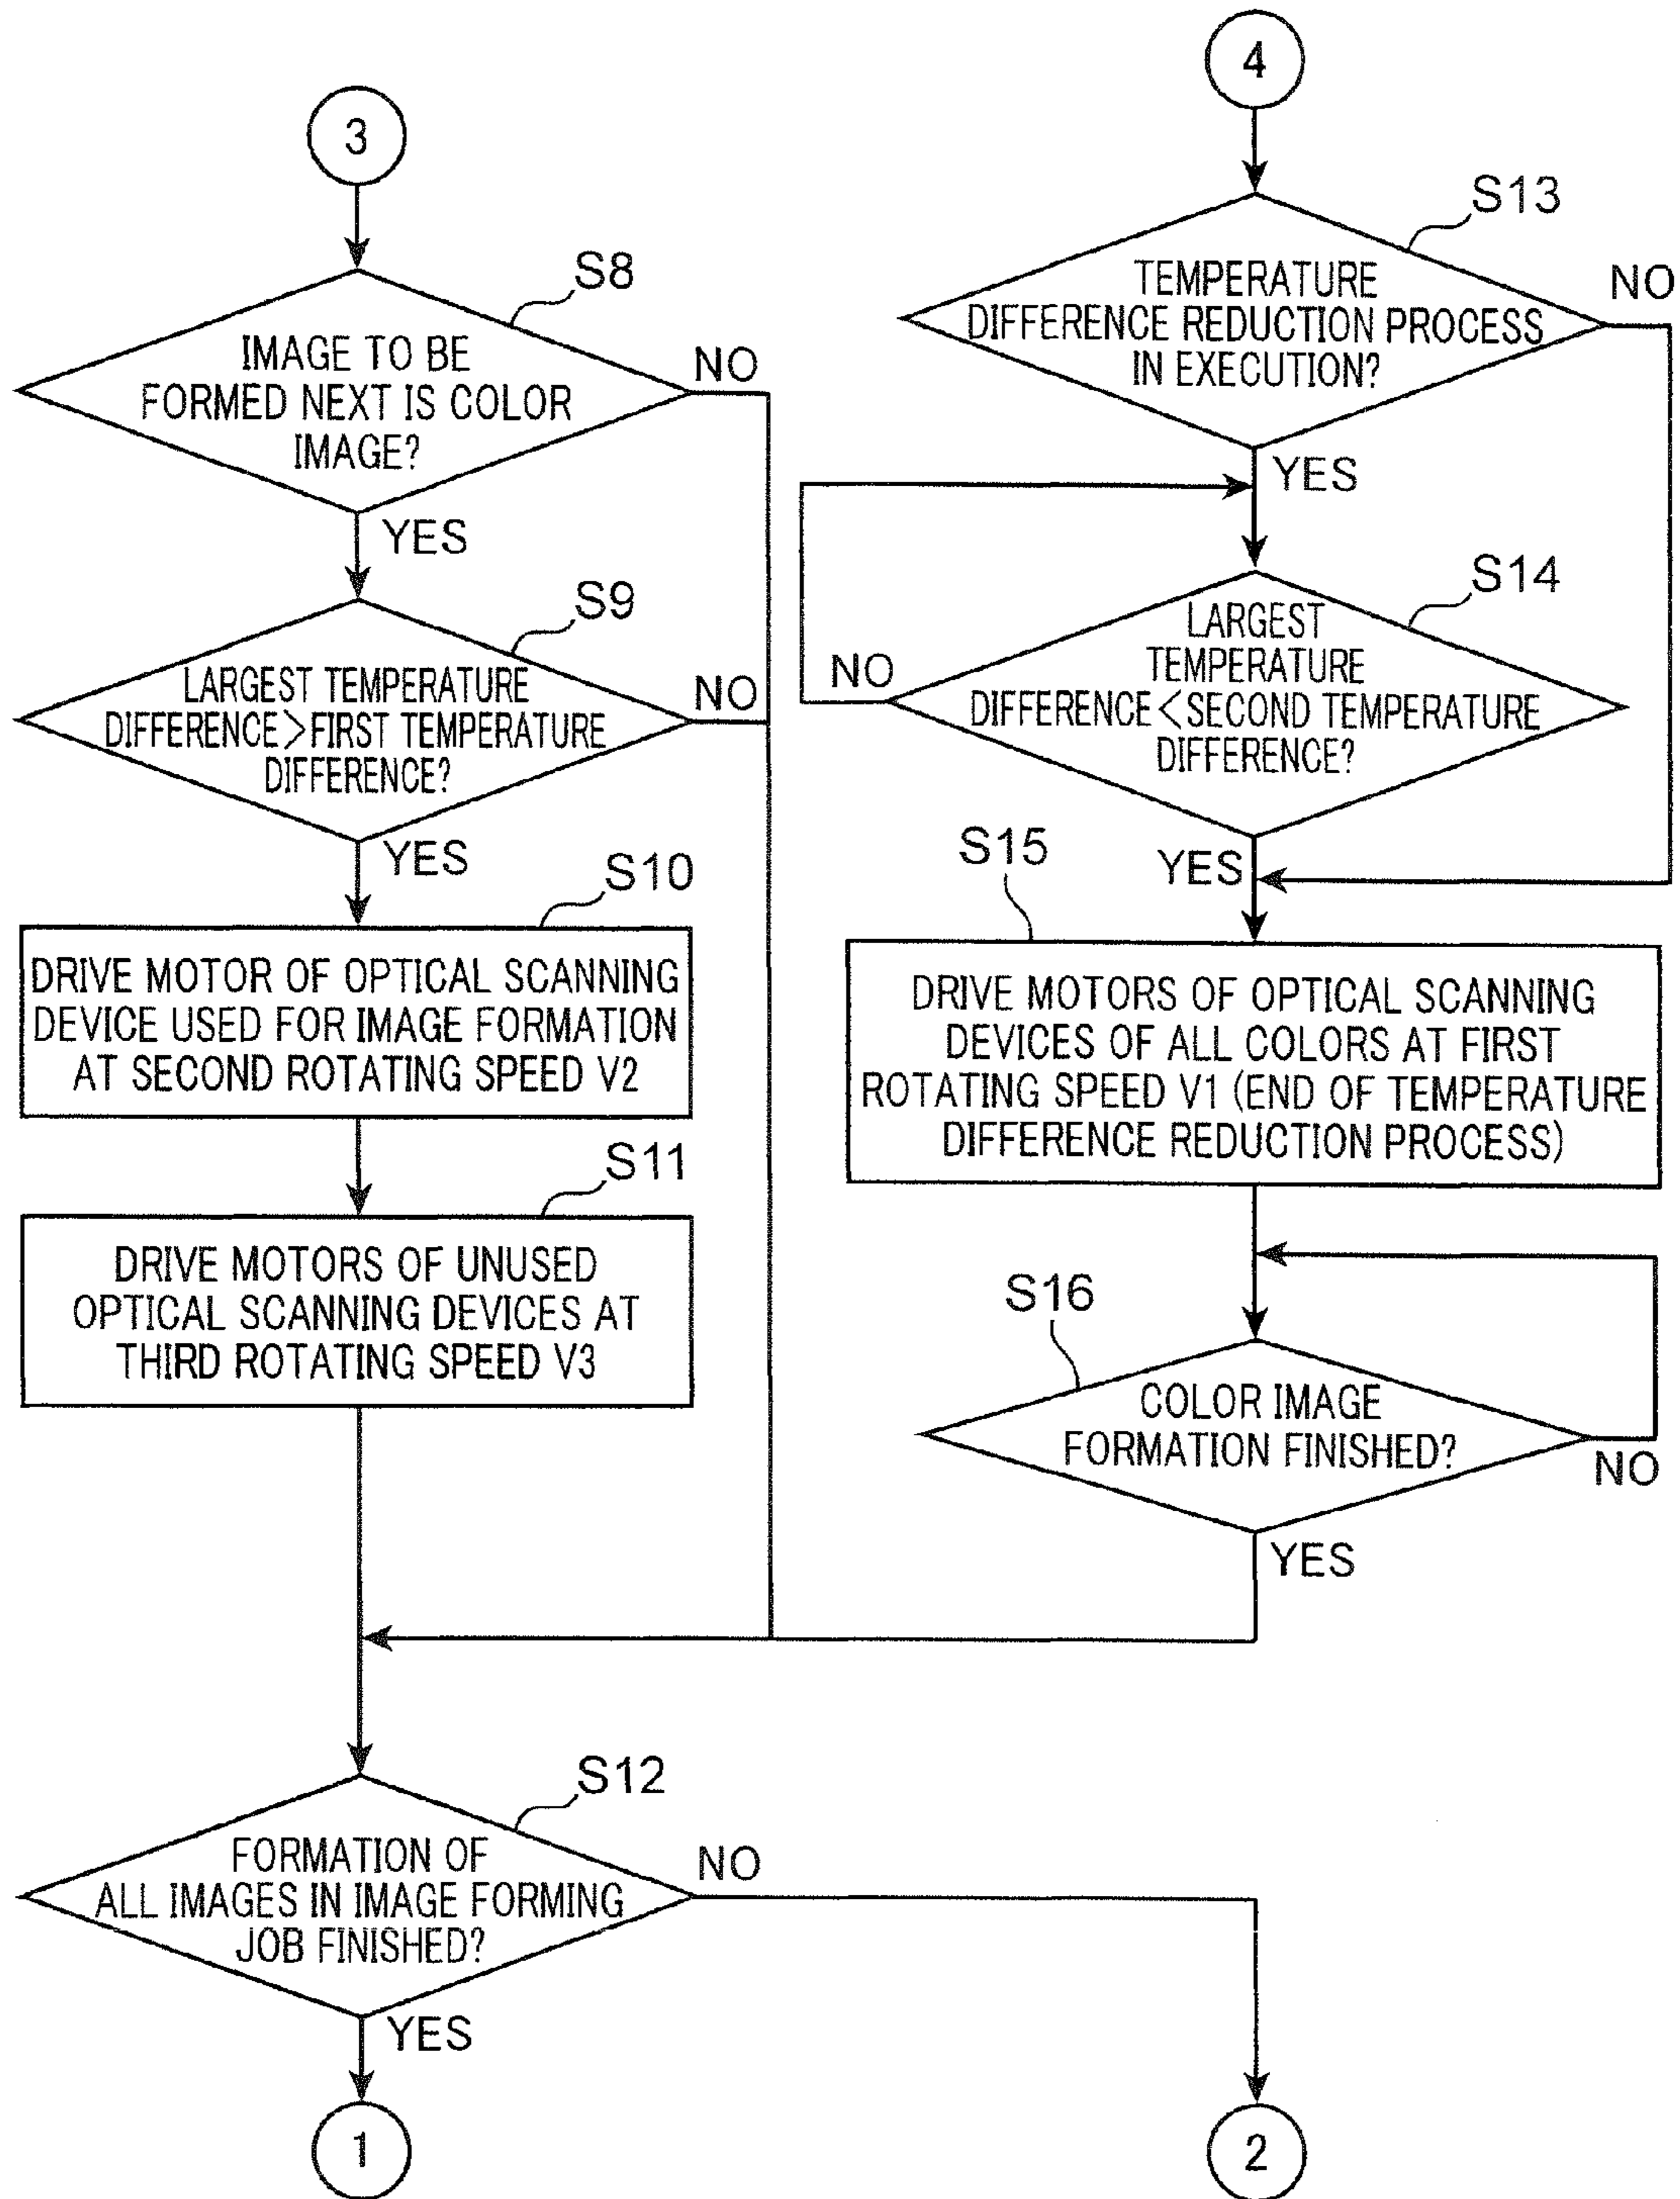 3
S8
IMAGE TO BE
FORMED NEXT IS COLOR
IMAGE?
NO
YES
S9
LARGEST TEMPERATURE
DIFFERENCE>FIRST TEMPERATURE
DIFFERENCE?
NO
YES
S10
DRIVE MOTOR OF OPTICAL SCANNING
DEVICE USED FOR IMAGE FORMATION
AT SECOND ROTATING SPEED V2
S11
DRIVE MOTORS OF UNUSED
OPTICAL SCANNING DEVICES AT
THIRD ROTATING SPEED V3
S12
FORMATION OF
ALL IMAGES IN IMAGE FORMING
JOB FINISHED?
NO
YES
1
2
4
S13
TEMPERATURE
DIFFERENCE REDUCTION PROCESS
IN EXECUTION?
NO
YES
S14
LARGEST
TEMPERATURE
DIFFERENCE<SECOND TEMPERATURE
DIFFERENCE?
NO
YES
S15
DRIVE MOTORS OF OPTICAL SCANNING
DEVICES OF ALL COLORS AT FIRST
ROTATING SPEED V1 (END OF TEMPERATURE
DIFFERENCE REDUCTION PROCESS)
S16
COLOR IMAGE
FORMATION FINISHED?
NO
YES